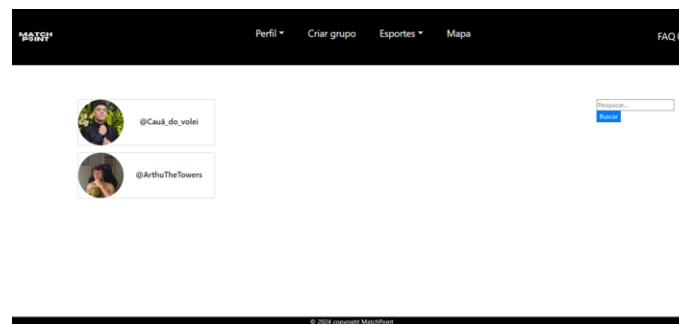 MATCH
POINT
Perfil Criar grupo Esportes Mapa FAQ
@Cauã_do_volei
Pesquisar...
Buscar
@ArthuTheTowers
© 2024 copyright MatchPoint